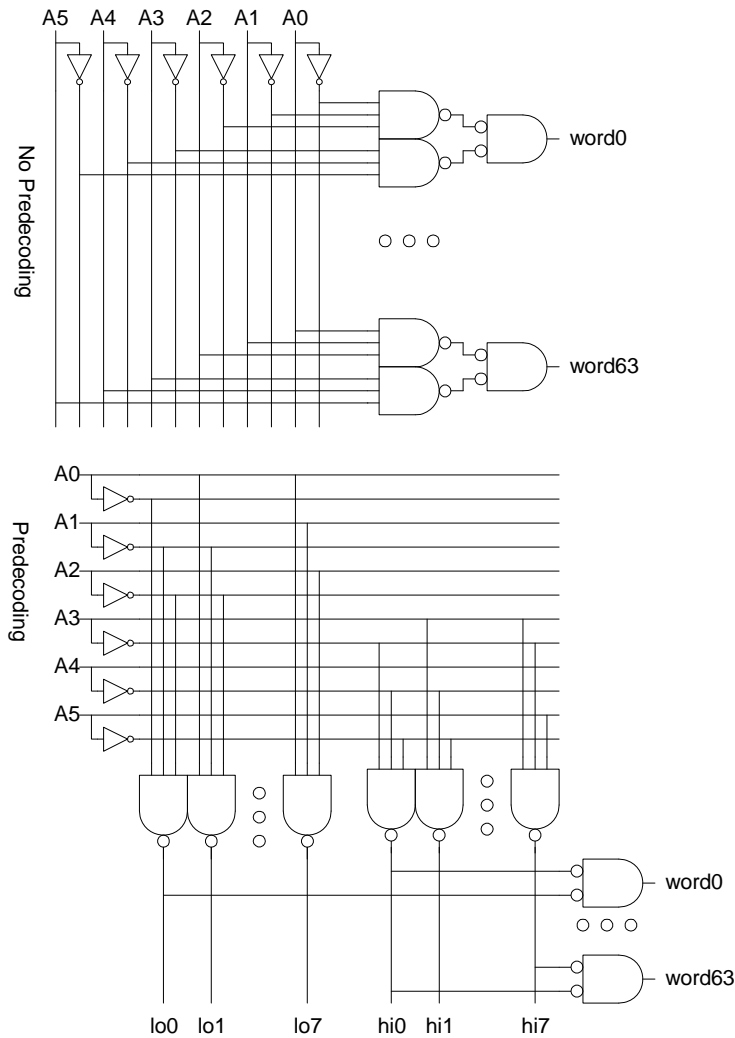 A5 A4 A3 A2 A1 A0
No Predecoding
word0
word63
Predecoding
A0
A1
A2
A3
A4
A5
word0
word63
lo0 lo1 lo7 hi0 hi1 hi7